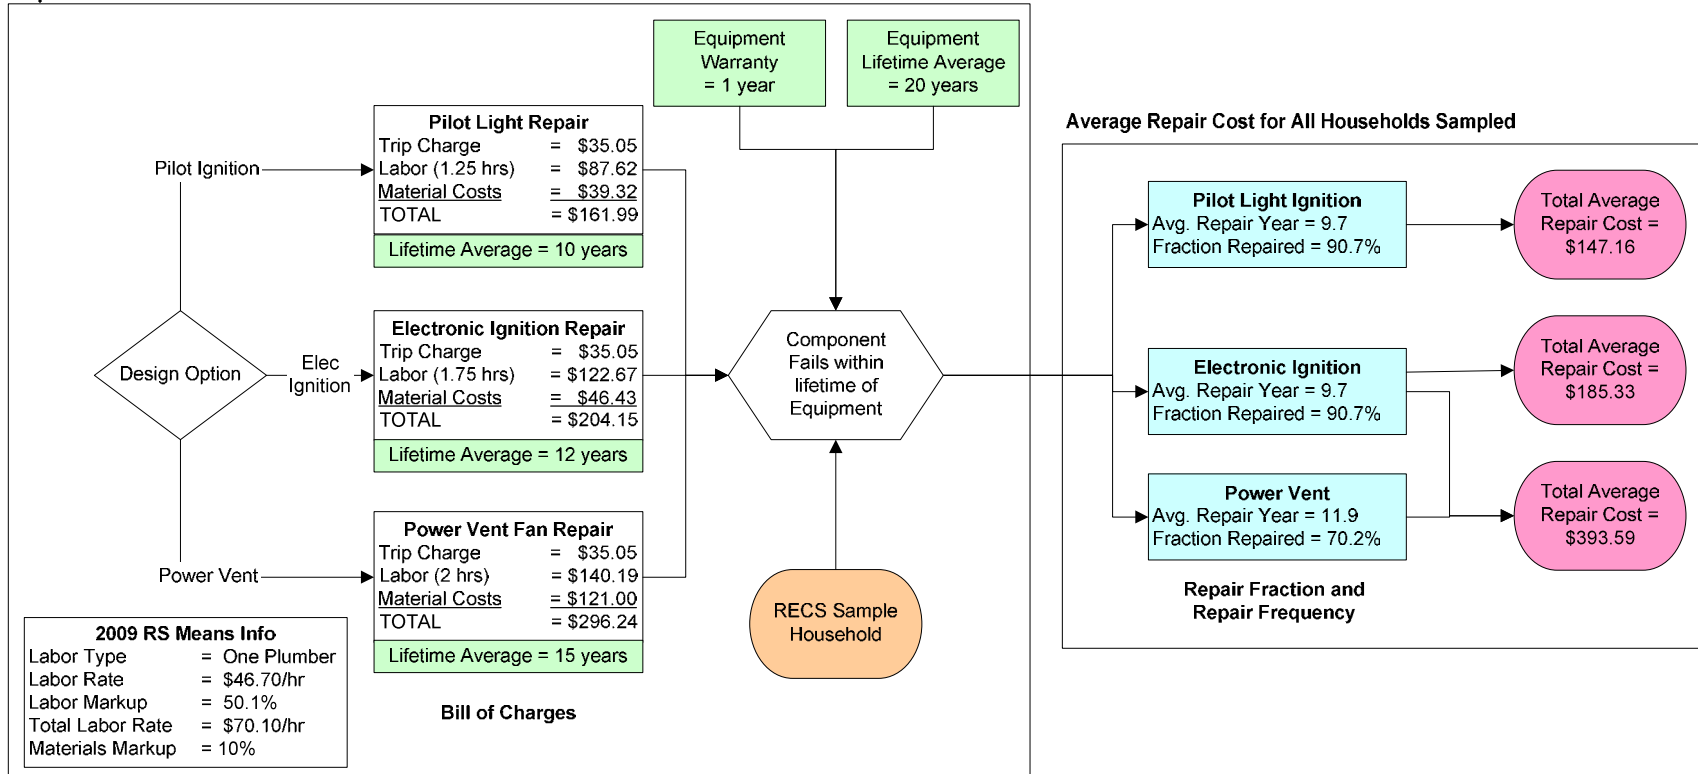 Equipment
Warranty
= 1 year
Equipment
Lifetime Average
= 20 years
Pilot Ignition
Pilot Light Repair
Trip Charge = $35.05
Labor (1.25 hrs) = $87.62
Material Costs = $39.32
TOTAL = $161.99
Lifetime Average = 10 years
Design Option
Elec
Ignition
Electronic Ignition Repair
Trip Charge = $35.05
Labor (1.75 hrs) = $122.67
Material Costs = $46.43
TOTAL = $204.15
Lifetime Average = 12 years
Power Vent
Power Vent Fan Repair
Trip Charge = $35.05
Labor (2 hrs) = $140.19
Material Costs = $121.00
TOTAL = $296.24
Lifetime Average = 15 years
Component
Fails within
lifetime of
Equipment
RECS Sample
Household
2009 RS Means Info
Labor Type = One Plumber
Labor Rate = $46.70/hr
Labor Markup = 50.1%
Total Labor Rate = $70.10/hr
Materials Markup = 10%
Bill of Charges
Average Repair Cost for All Households Sampled
Pilot Light Ignition
Avg. Repair Year = 9.7
Fraction Repaired = 90.7%
Total Average
Repair Cost =
$147.16
Electronic Ignition
Avg. Repair Year = 9.7
Fraction Repaired = 90.7%
Total Average
Repair Cost =
$185.33
Power Vent
Avg. Repair Year = 11.9
Fraction Repaired = 70.2%
Total Average
Repair Cost =
$393.59
Repair Fraction and
Repair Frequency